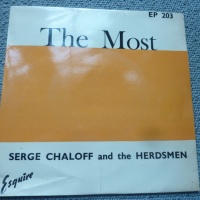 EP 203
The Most
SERGE CHALOFF and the HERDSMEN
Esquire